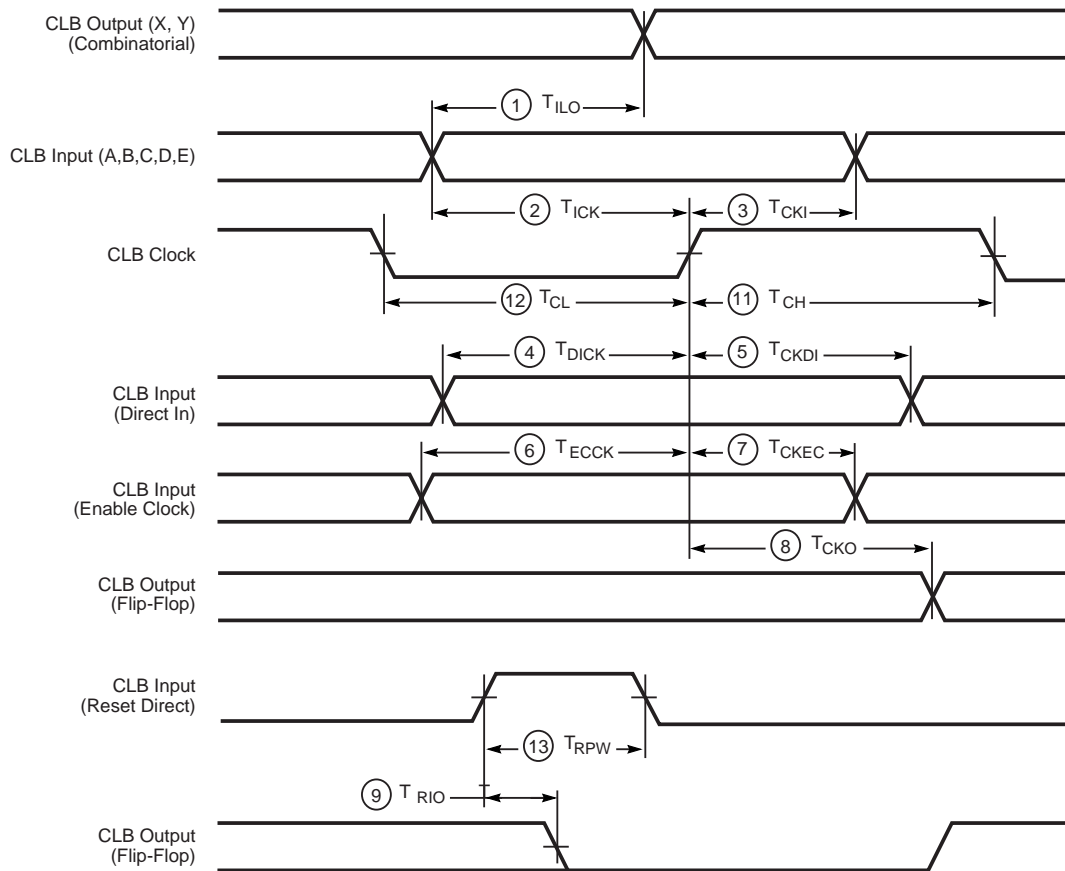 CLB Output (X, Y)
(Combinatorial)
1 TILO
CLB Input (A,B,C,D,E)
2 TICK
3 TCKI
CLB Clock
12 TCL
11 TCH
4 TDICK
5 TCKDI
CLB Input
(Direct In)
6 TECCK
7 TCKEC
CLB Input
(Enable Clock)
8 TCKO
CLB Output
(Flip-Flop)
CLB Input
(Reset Direct)
13 TRPW
9 T RIO
CLB Output
(Flip-Flop)